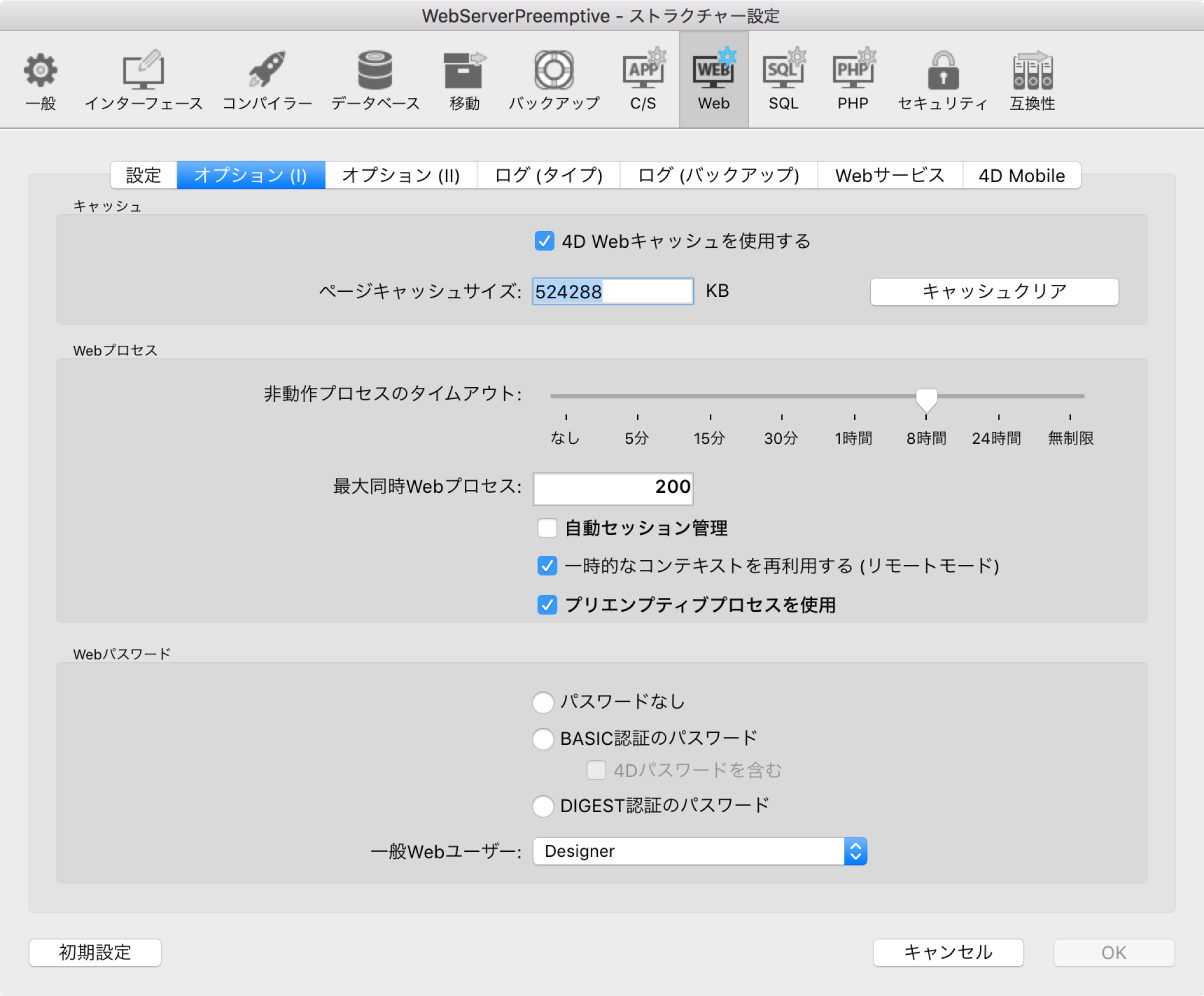 WebServerPreemptive - ストラクチャー設定
APP WEB SQL PHP
一般 インターフェース コンパイラー データベース 移動 バックアップ C/S Web SQL PHP セキュリティ 互換性
設定 オプション (I) オプション (II) ログ (タイプ) ログ (バックアップ) Webサービス 4D Mobile
キャッシュ
4D Webキャッシュを使用する
ページキャッシュサイズ: 524288 KB キャッシュクリア
Webプロセス
非動作プロセスのタイムアウト:
なし 5分 15分 30分 1時間 8時間 24時間 無制限
最大同時Webプロセス: 200
自動セッション管理
一時的なコンテキストを再利用する (リモートモード)
プリエンプティブプロセスを使用
Webパスワード
パスワードなし
BASIC認証のパスワード
4Dパスワードを含む
DIGEST認証のパスワード
一般Webユーザー: Designer
初期設定 キャンセル OK